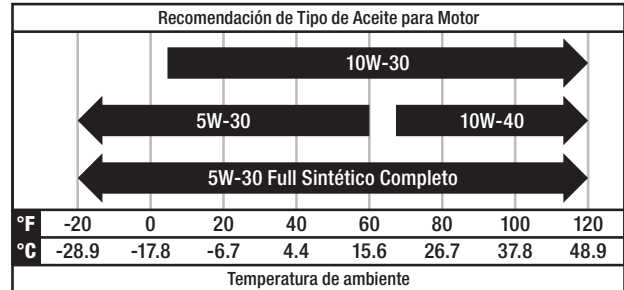 Recomendación de Tipo de Aceite para Motor
10W-30
5W-30 10W-40
5W-30 Full Sintético Completo
°F -20 0 20 40 60 80 100 120
°C -28.9 -17.8 -6.7 4.4 15.6 26.7 37.8 48.9
Temperatura de ambiente